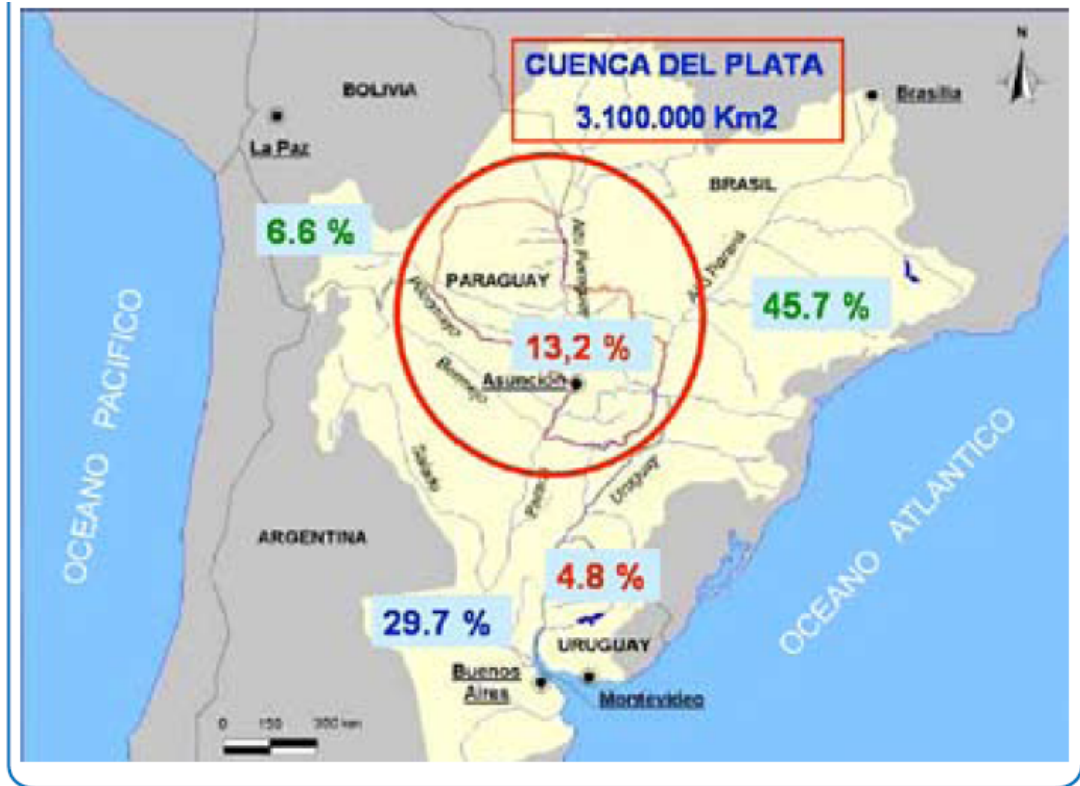 CUENCA DEL PLATA
3.100.000 Km2
N
BOLIVIA
Brasilia
La Paz
BRASIL
6.6 %
Alto Paraguay
Alto Paraná
PARAGUAY
Pilcomayo
45.7 %
13,2 %
Asunción
Bermejo
OCEANO PACIFICO
Salado
Paraná
Uruguay
OCEANO ATLANTICO
ARGENTINA
4.8 %
29.7 %
URUGUAY
Buenos
Aires
Montevideo
0 150 300 km